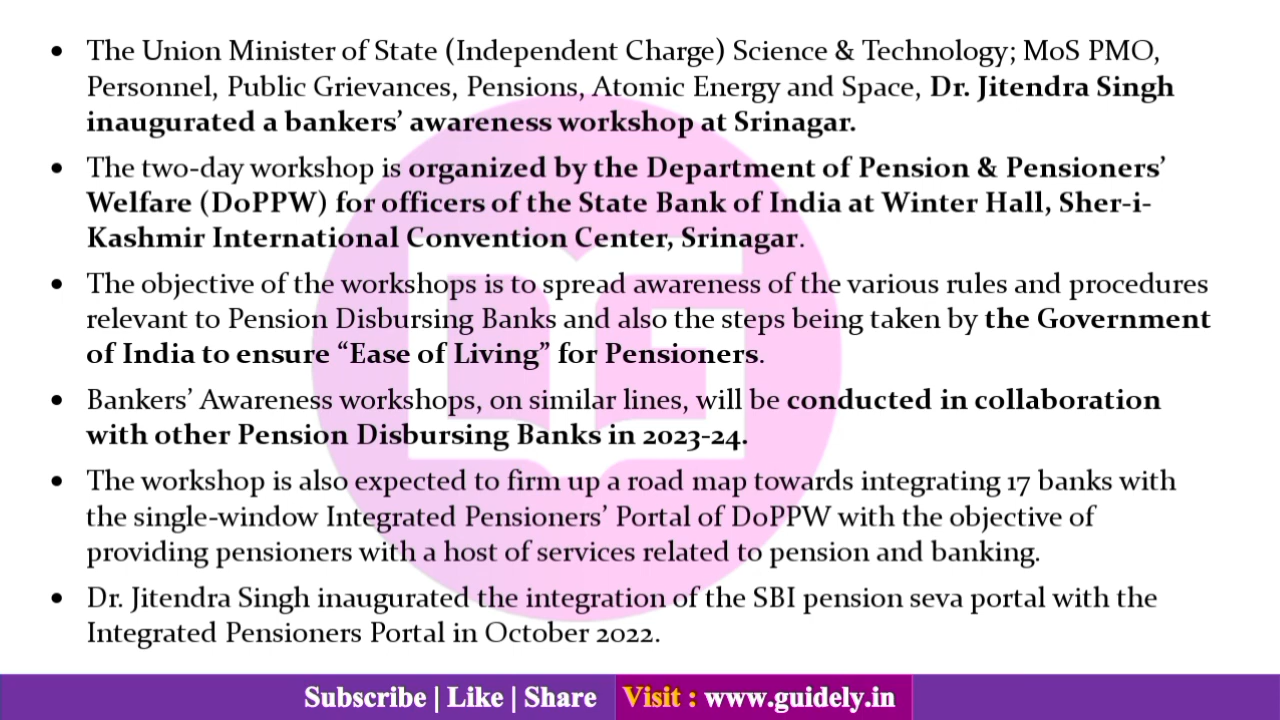 • The Union Minister of State (Independent Charge) Science & Technology; MoS PMO,
Personnel, Public Grievances, Pensions, Atomic Energy and Space, Dr. Jitendra Singh
inaugurated a bankers’ awareness workshop at Srinagar.
• The two-day workshop is organized by the Department of Pension & Pensioners’
Welfare (DoPPW) for officers of the State Bank of India at Winter Hall, Sher-i-
Kashmir International Convention Center, Srinagar.
• The objective of the workshops is to spread awareness of the various rules and procedures
relevant to Pension Disbursing Banks and also the steps being taken by the Government
of India to ensure “Ease of Living” for Pensioners.
• Bankers’ Awareness workshops, on similar lines, will be conducted in collaboration
with other Pension Disbursing Banks in 2023-24.
• The workshop is also expected to firm up a road map towards integrating 17 banks with
the single-window Integrated Pensioners’ Portal of DoPPW with the objective of
providing pensioners with a host of services related to pension and banking.
• Dr. Jitendra Singh inaugurated the integration of the SBI pension seva portal with the
Integrated Pensioners Portal in October 2022.
Subscribe | Like | Share Visit : www.guidely.in